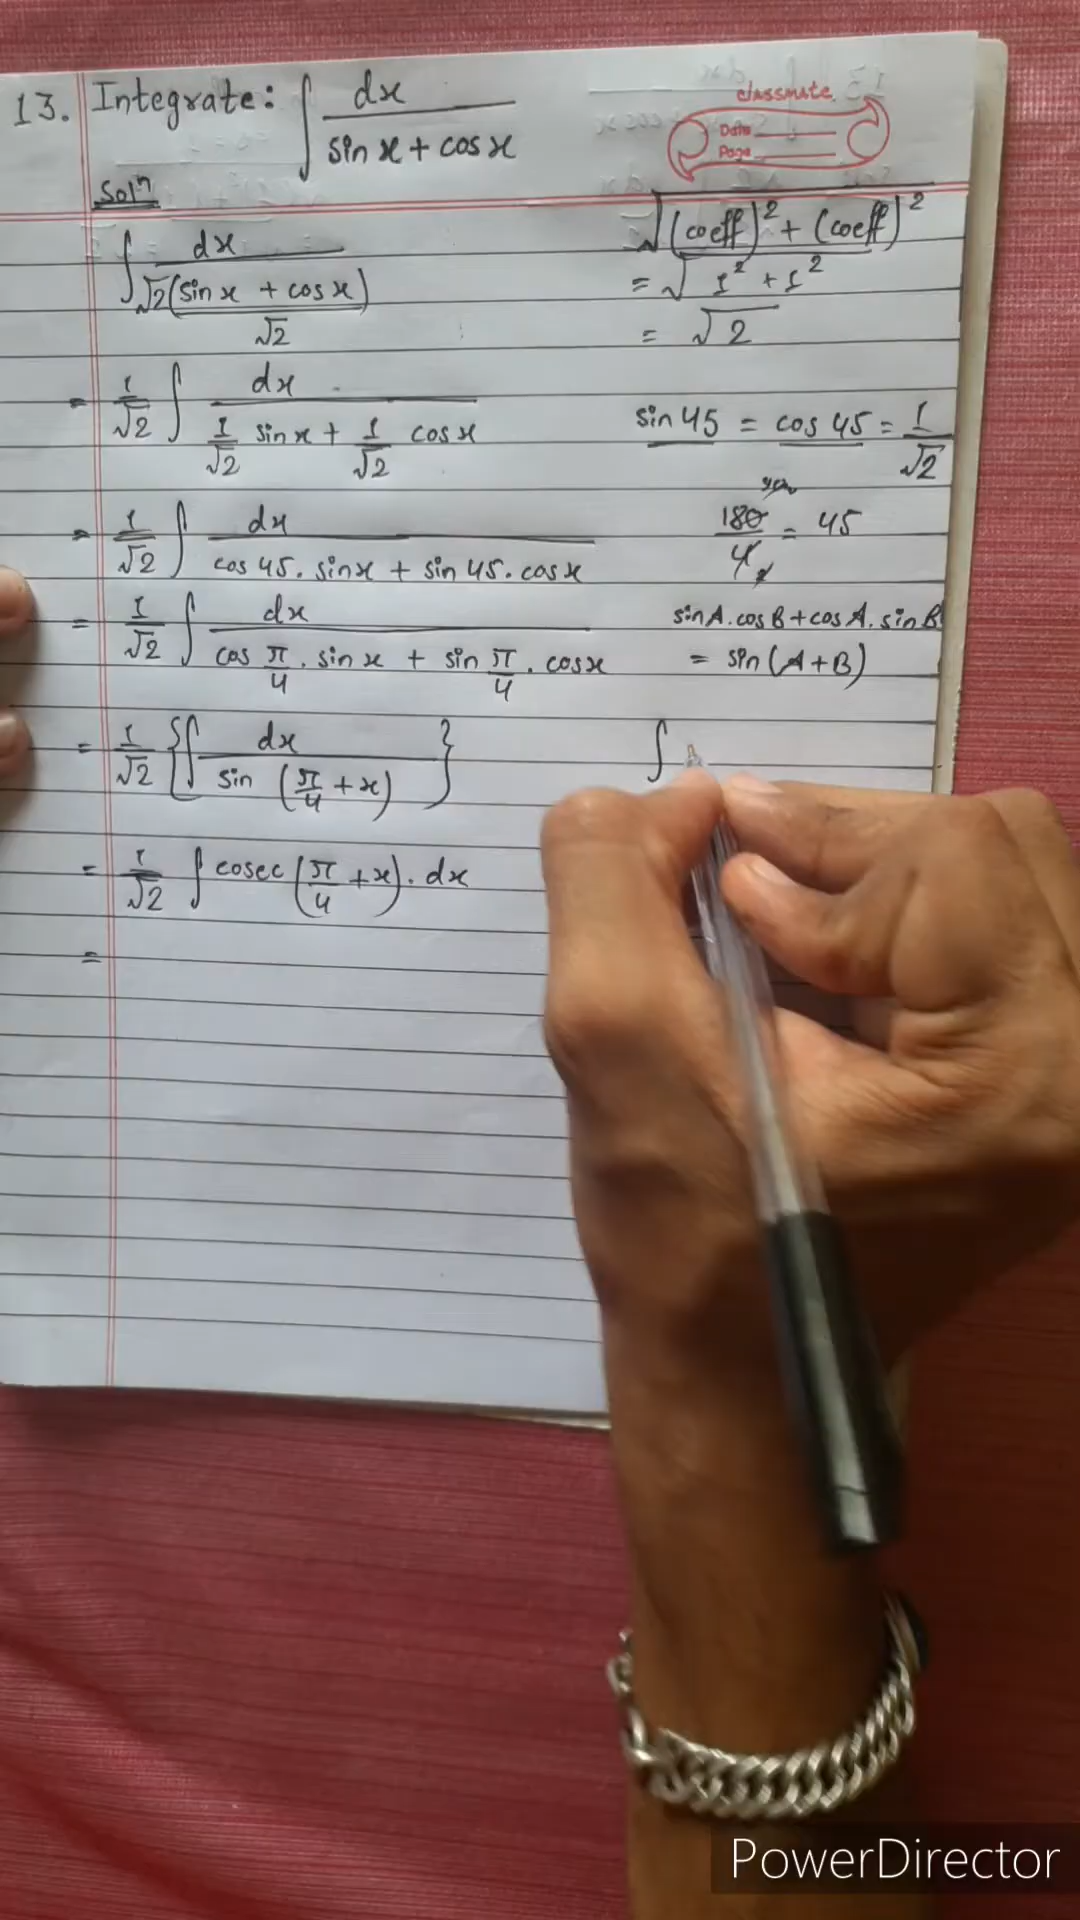 13. Integrate: ∫ dx / (sin x + cos x)
classmate
Date
Page
Solⁿ
∫ dx / (√2(sin x + cos x) / √2)
√((coeff)² + (coeff)²)
= √(1² + 1²)
= √2
= 1/√2 ∫ dx / (1/√2 sin x + 1/√2 cos x)
sin 45 = cos 45 = 1/√2
= 1/√2 ∫ dx / (cos 45. sin x + sin 45. cos x)
180/4 = 45
= 1/√2 ∫ dx / (cos π/4 . sin x + sin π/4 . cos x)
sin A. cos B + cos A. sin B
= sin (A + B)
= 1/√2 {∫ dx / sin (π/4 + x)}
∫
= 1/√2 ∫ cosec (π/4 + x). dx
=
PowerDirector